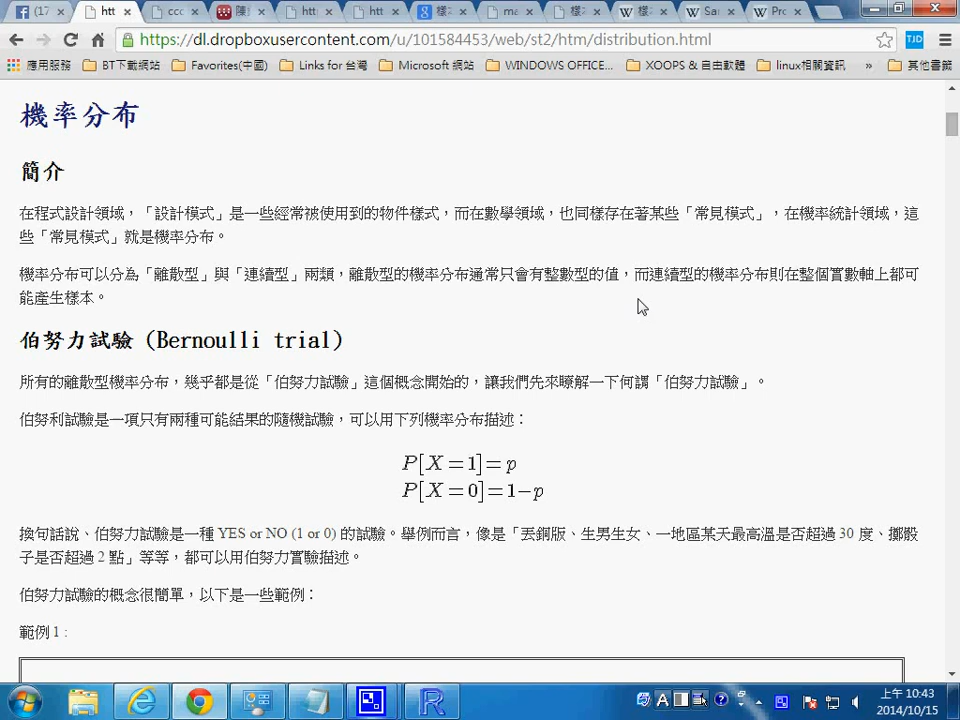 (17
htt
ccc
陳
htt
htt
樣
ma
樣
樣
Sar
Pro
https://dl.dropboxusercontent.com/u/101584453/web/st2/htm/distribution.html
TJD
應用服務 BT下載網站 Favorites(中國) Links for 台灣 Microsoft 網站 WINDOWS OFFICE... XOOPS & 自由軟體 linux相關資訊 » 其他書籤
機率分布
簡介
在程式設計領域，「設計模式」是一些經常被使用到的物件樣式，而在數學領域，也同樣存在著某些「常見模式」，在機率統計領域，這
些「常見模式」就是機率分布。
機率分布可以分為「離散型」與「連續型」兩類，離散型的機率分布通常只會有整數型的值，而連續型的機率分布則在整個實數軸上都可
能產生樣本。
伯努力試驗 (Bernoulli trial)
所有的離散型機率分布，幾乎都是從「伯努力試驗」這個概念開始的，讓我們先來瞭解一下何謂「伯努力試驗」。
伯努利試驗是一項只有兩種可能結果的隨機試驗，可以用下列機率分布描述：
P[X=1]=p
P[X=0]=1−p
換句話說、伯努力試驗是一種 YES or NO (1 or 0) 的試驗。舉例而言，像是「丟銅版、生男生女、一地區某天最高溫是否超過 30 度、擲骰
子是否超過 2 點」等等，都可以用伯努力實驗描述。
伯努力試驗的概念很簡單，以下是一些範例：
範例 1 :
上午 10:43
2014/10/15